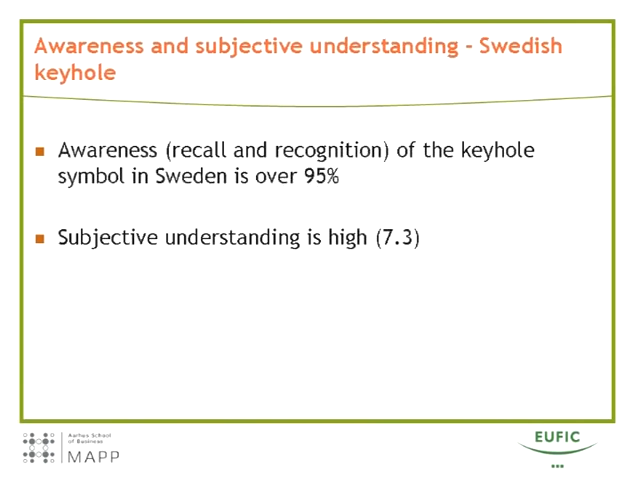 Awareness and subjective understanding - Swedish
keyhole
Awareness (recall and recognition) of the keyhole
symbol in Sweden is over 95%
Subjective understanding is high (7.3)
Aarhus School
of Business
MAPP
EUFIC